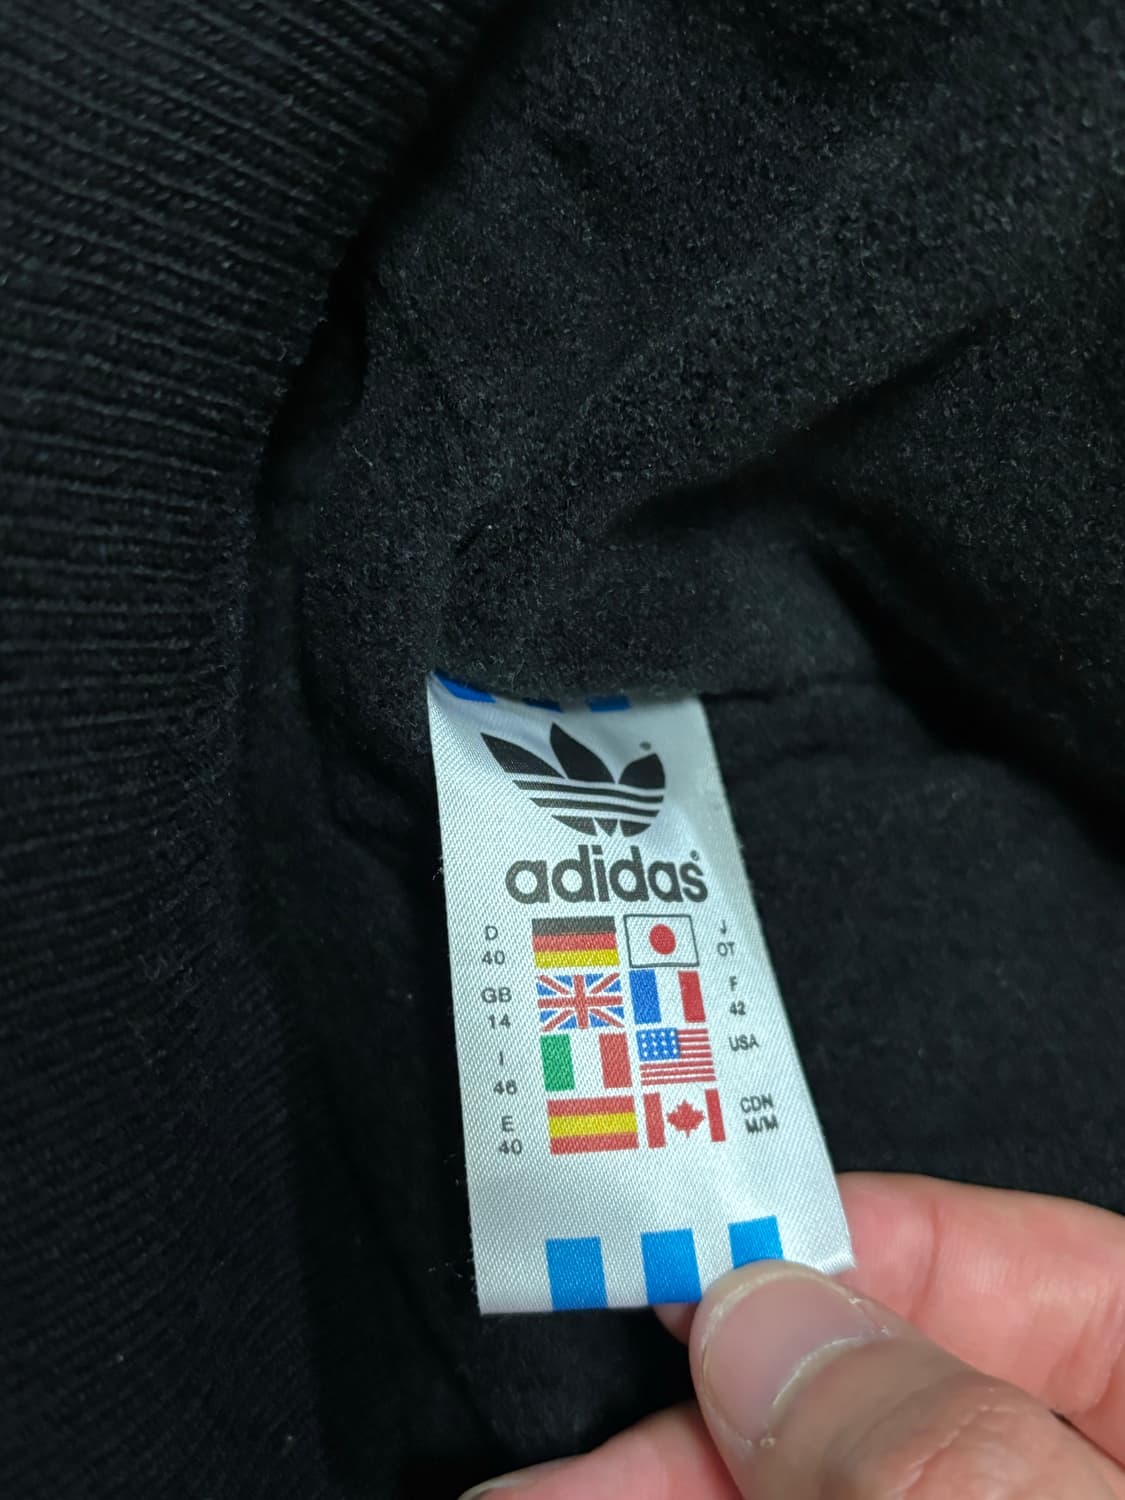 adidas®
D
40
J
OT
GB
14
F
42
I
46
USA
E
40
CDN
M/M